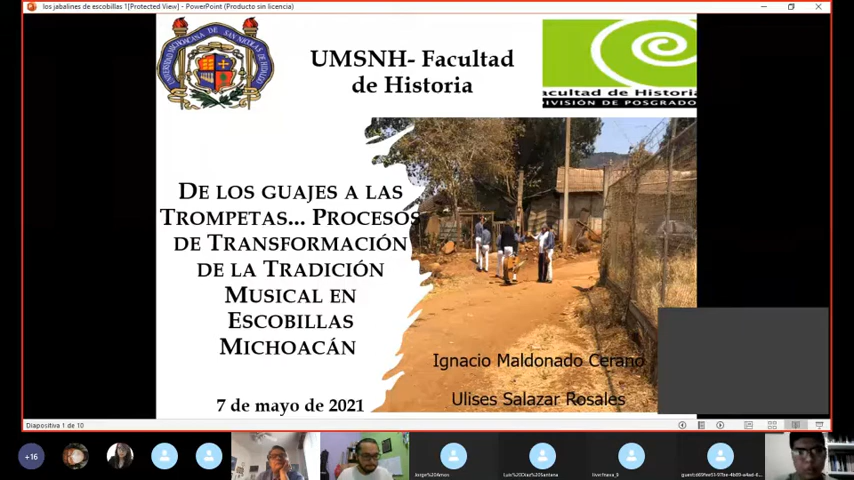 los jabalines de escobillas 1[Protected View] - PowerPoint (Producto sin licencia)
UMSNH- Facultad
de Historia
acultad de Historia
DIVISIÓN DE POSGRADO
DE LOS GUAJES A LAS
TROMPETAS... PROCESOS
DE TRANSFORMACIÓN
DE LA TRADICIÓN
MUSICAL EN
ESCOBILLAS
MICHOACÁN
Ignacio Maldonado Cerano
Ulises Salazar Rosales
7 de mayo de 2021
Diapositiva 1 de 10
+16